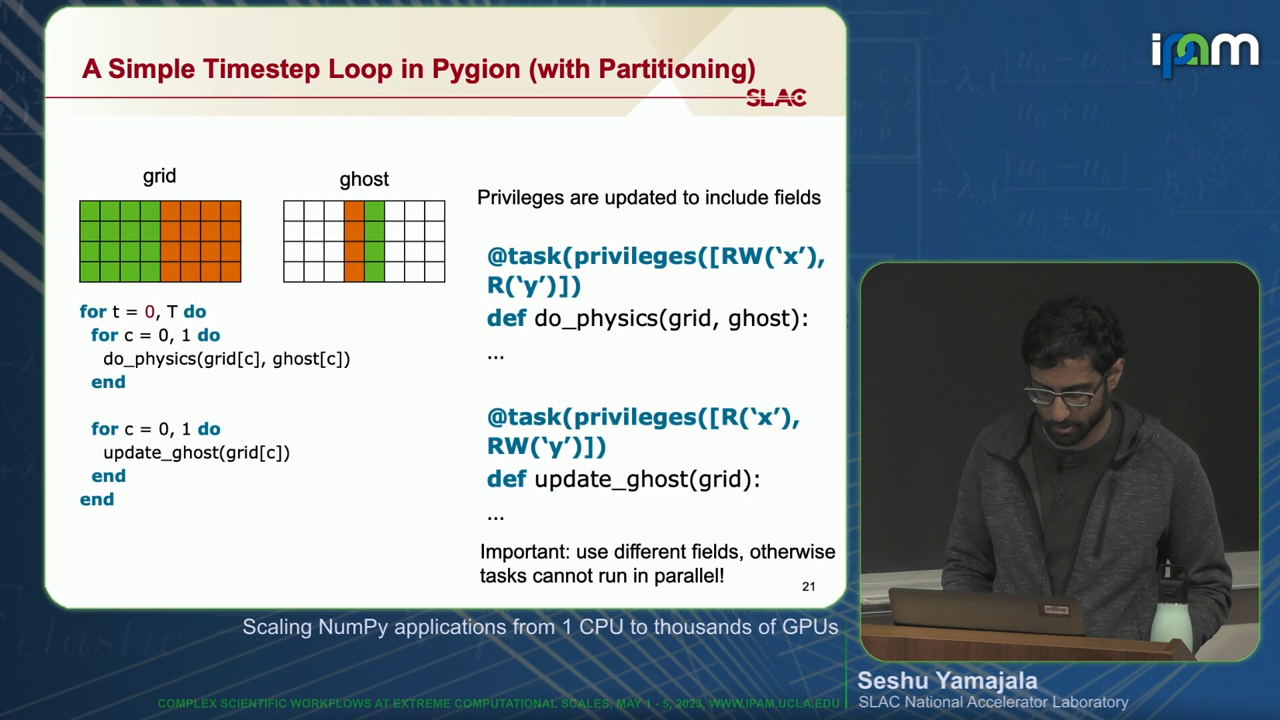 A Simple Timestep Loop in Pygion (with Partitioning)
SLAC
ipam
grid
ghost
for t = 0, T do
for c = 0, 1 do
do_physics(grid[c], ghost[c])
end
for c = 0, 1 do
update_ghost(grid[c])
end
end
Privileges are updated to include fields
@task(privileges([RW(‘x’),
R(‘y’)])
def do_physics(grid, ghost):
...
@task(privileges([R(‘x’),
RW(‘y’)])
def update_ghost(grid):
...
Important: use different fields, otherwise
tasks cannot run in parallel!
21
Scaling NumPy applications from 1 CPU to thousands of GPUs
Seshu Yamajala
SLAC National Accelerator Laboratory
COMPLEX SCIENTIFIC WORKFLOWS AT EXTREME COMPUTATIONAL SCALES, MAY 1 - 5, 2023, WWW.IPAM.UCLA.EDU